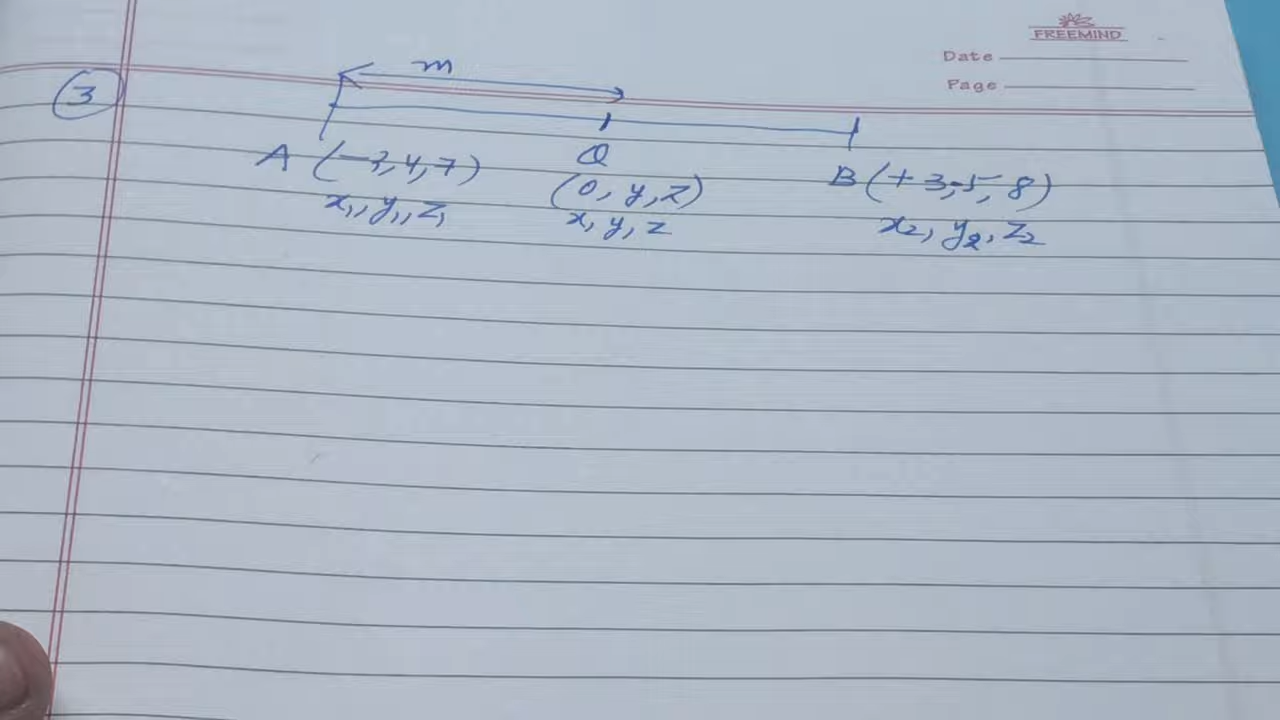 FREEMIND
Date
Page
3
m
A (-3,4,7)
x₁, y₁, z₁
Q
(0, y, z)
x, y, z
B (+3,-5,8)
x₂, y₂, z₂